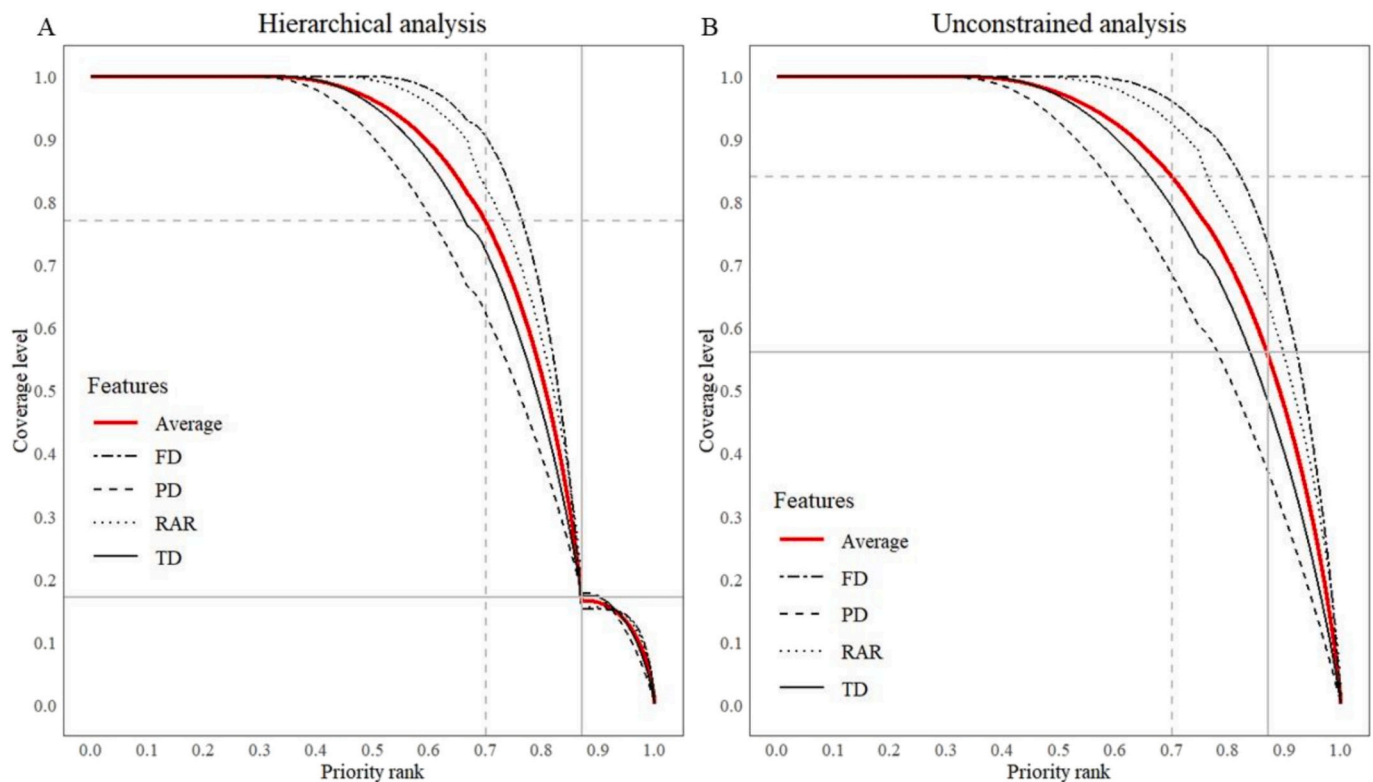 A
Hierarchical analysis
Coverage level
1.0
0.9
0.8
0.7
0.6
0.5
0.4
0.3
0.2
0.1
0.0
Features
Average
FD
PD
RAR
TD
0.0 0.1 0.2 0.3 0.4 0.5 0.6 0.7 0.8 0.9 1.0
Priority rank
B
Unconstrained analysis
Coverage level
1.0
0.9
0.8
0.7
0.6
0.5
0.4
0.3
0.2
0.1
0.0
Features
Average
FD
PD
RAR
TD
0.0 0.1 0.2 0.3 0.4 0.5 0.6 0.7 0.8 0.9 1.0
Priority rank